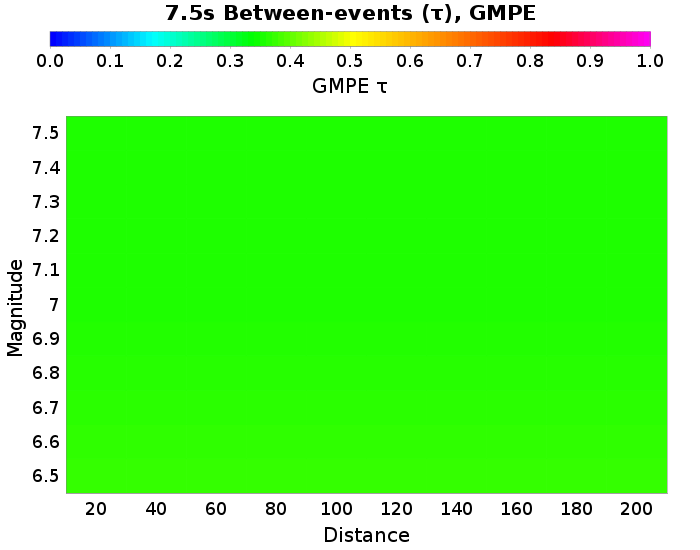 7.5s Between-events (τ), GMPE
0.0 0.1 0.2 0.3 0.4 0.5 0.6 0.7 0.8 0.9 1.0
GMPE τ
Magnitude
7.5
7.4
7.3
7.2
7.1
7
6.9
6.8
6.7
6.6
6.5
20 40 60 80 100 120 140 160 180 200
Distance